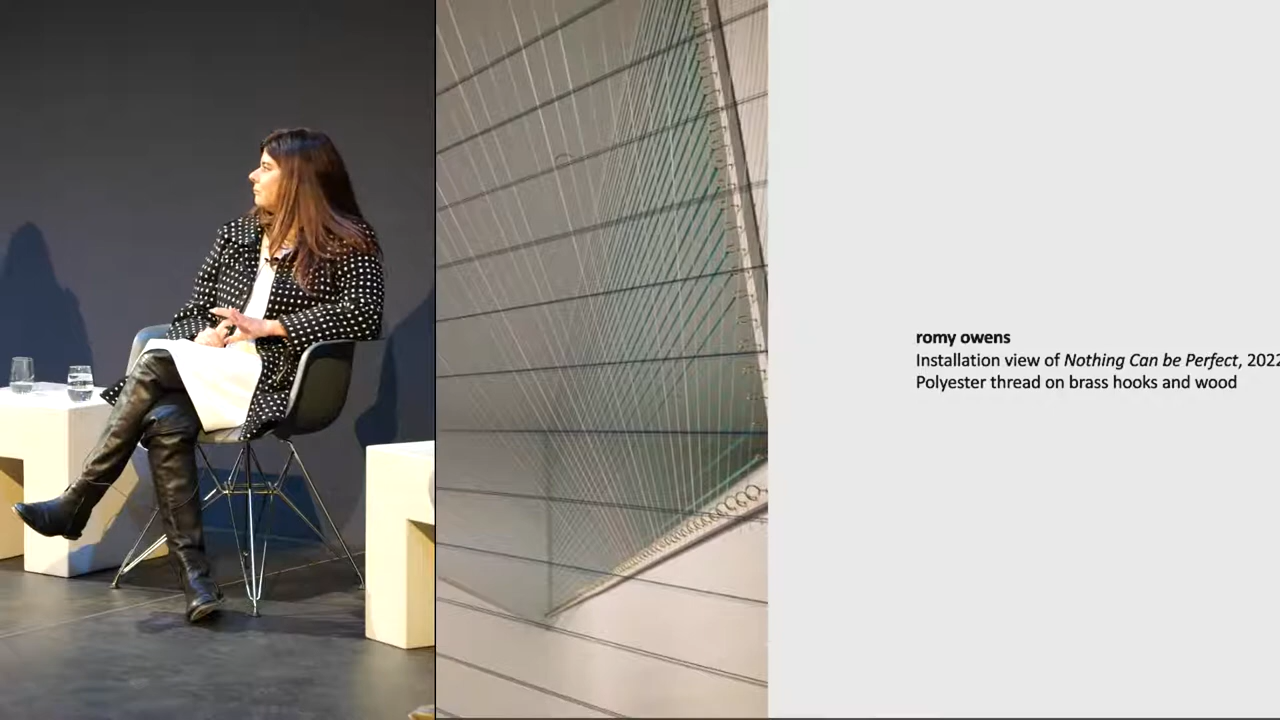 romy owens
Installation view of Nothing Can be Perfect, 2022
Polyester thread on brass hooks and wood